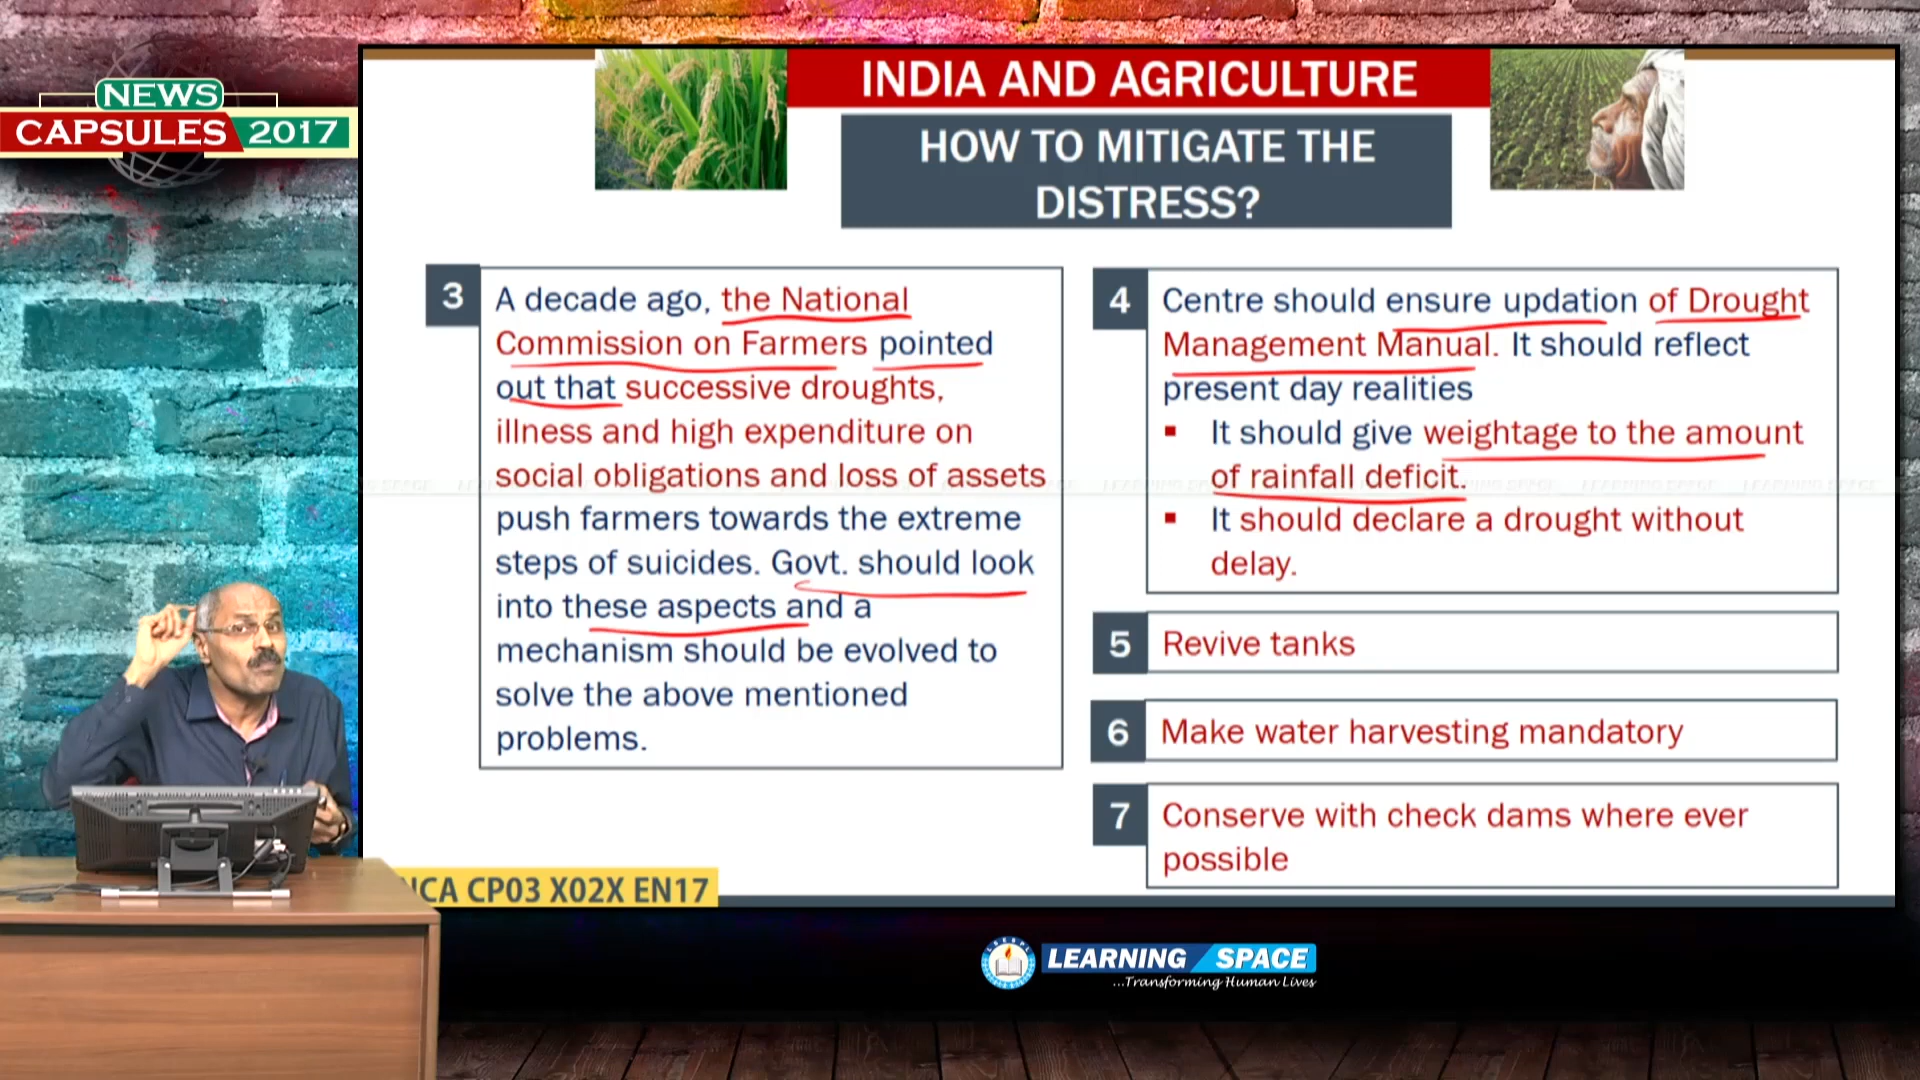 NEWS
CAPSULES 2017
INDIA AND AGRICULTURE
HOW TO MITIGATE THE
DISTRESS?
3
A decade ago, the National
Commission on Farmers pointed
out that successive droughts,
illness and high expenditure on
social obligations and loss of assets
push farmers towards the extreme
steps of suicides. Govt. should look
into these aspects and a
mechanism should be evolved to
solve the above mentioned
problems.
4
Centre should ensure updation of Drought
Management Manual. It should reflect
present day realities
▪ It should give weightage to the amount
of rainfall deficit.
▪ It should declare a drought without
delay.
5
Revive tanks
6
Make water harvesting mandatory
7
Conserve with check dams where ever
possible
CA CP03 X02X EN17
LEARNING SPACE
...Transforming Human Lives